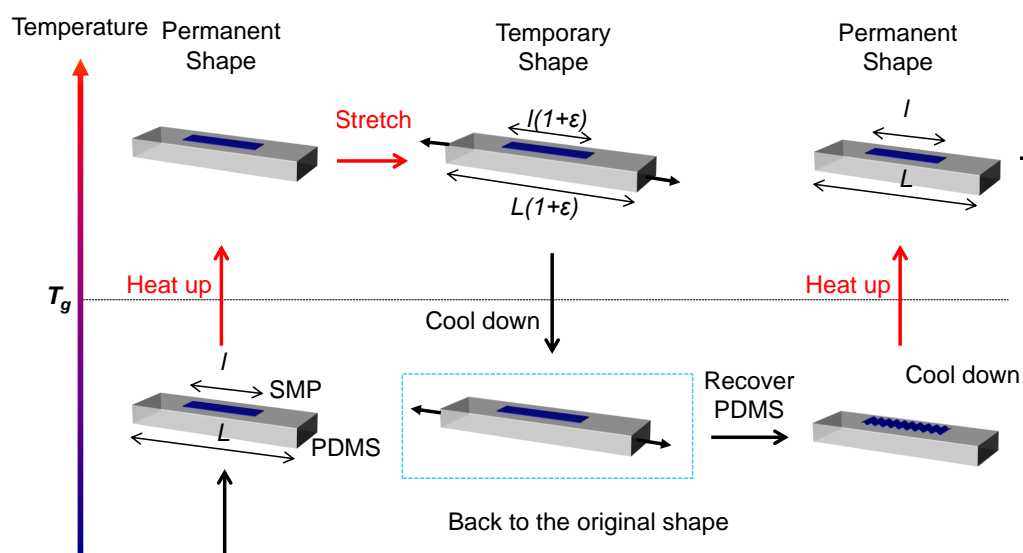 Temperature
Permanent
Shape
Temporary
Shape
Permanent
Shape
Stretch
l(1+ε)
L(1+ε)
l
L
Heat up
Cool down
Heat up
Tg
l
SMP
L
PDMS
Recover
PDMS
Cool down
Back to the original shape